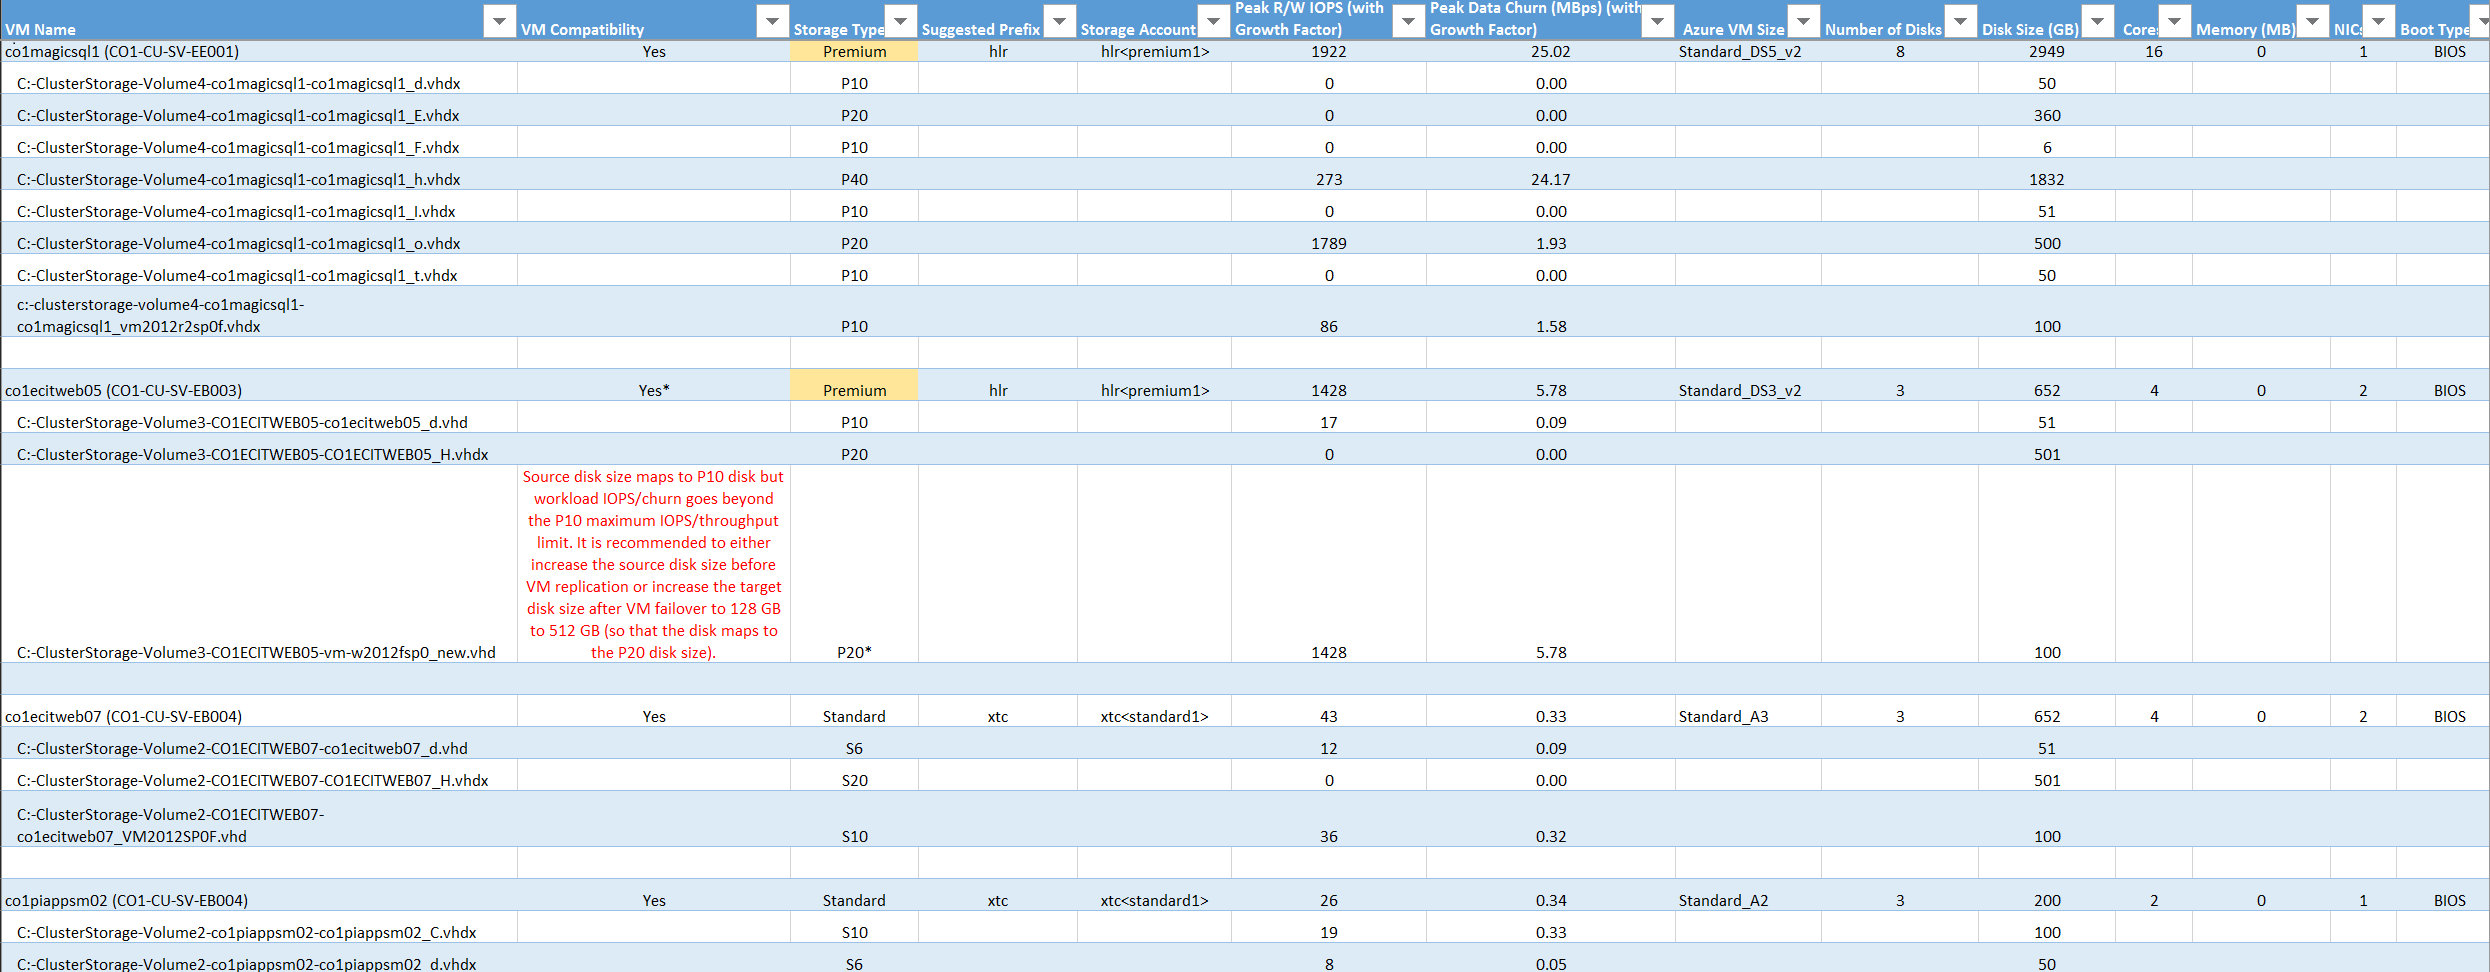 VM Name VM Compatibility Storage Type Suggested Prefix Storage Account Peak R/W IOPS (with Growth Factor) Peak Data Churn (MBps) (with Growth Factor) Azure VM Size Number of Disks Disk Size (GB) Core Memory (MB) NIC Boot Type
co1magicsql1 (CO1-CU-SV-EE001) Yes Premium hlr hlr<premium1> 1922 25.02 Standard_DS5_v2 8 2949 16 0 1 BIOS
C:-ClusterStorage-Volume4-co1magicsql1-co1magicsql1_d.vhdx P10 0 0.00 50
C:-ClusterStorage-Volume4-co1magicsql1-co1magicsql1_E.vhdx P20 0 0.00 360
C:-ClusterStorage-Volume4-co1magicsql1-co1magicsql1_F.vhdx P10 0 0.00 6
C:-ClusterStorage-Volume4-co1magicsql1-co1magicsql1_h.vhdx P40 273 24.17 1832
C:-ClusterStorage-Volume4-co1magicsql1-co1magicsql1_I.vhdx P10 0 0.00 51
C:-ClusterStorage-Volume4-co1magicsql1-co1magicsql1_o.vhdx P20 1789 1.93 500
C:-ClusterStorage-Volume4-co1magicsql1-co1magicsql1_t.vhdx P10 0 0.00 50
c:-clusterstorage-volume4-co1magicsql1-
co1magicsql1_vm2012r2sp0f.vhdx P10 86 1.58 100
co1ecitweb05 (CO1-CU-SV-EB003) Yes* Premium hlr hlr<premium1> 1428 5.78 Standard_DS3_v2 3 652 4 0 2 BIOS
C:-ClusterStorage-Volume3-CO1ECITWEB05-co1ecitweb05_d.vhd P10 17 0.09 51
C:-ClusterStorage-Volume3-CO1ECITWEB05-CO1ECITWEB05_H.vhdx P20 0 0.00 501
Source disk size maps to P10 disk but
workload IOPS/churn goes beyond
the P10 maximum IOPS/throughput
limit. It is recommended to either
increase the source disk size before
VM replication or increase the target
disk size after VM failover to 128 GB
to 512 GB (so that the disk maps to
the P20 disk size).
C:-ClusterStorage-Volume3-CO1ECITWEB05-vm-w2012fsp0_new.vhd P20* 1428 5.78 100
co1ecitweb07 (CO1-CU-SV-EB004) Yes Standard xtc xtc<standard1> 43 0.33 Standard_A3 3 652 4 0 2 BIOS
C:-ClusterStorage-Volume2-CO1ECITWEB07-co1ecitweb07_d.vhd S6 12 0.09 51
C:-ClusterStorage-Volume2-CO1ECITWEB07-CO1ECITWEB07_H.vhdx S20 0 0.00 501
C:-ClusterStorage-Volume2-CO1ECITWEB07-
co1ecitweb07_VM2012SP0F.vhd S10 36 0.32 100
co1piappsm02 (CO1-CU-SV-EB004) Yes Standard xtc xtc<standard1> 26 0.34 Standard_A2 3 200 2 0 1 BIOS
C:-ClusterStorage-Volume2-co1piappsm02-co1piappsm02_C.vhdx S10 19 0.33 100
C:-ClusterStorage-Volume2-co1piappsm02-co1piappsm02_d.vhdx S6 8 0.05 50